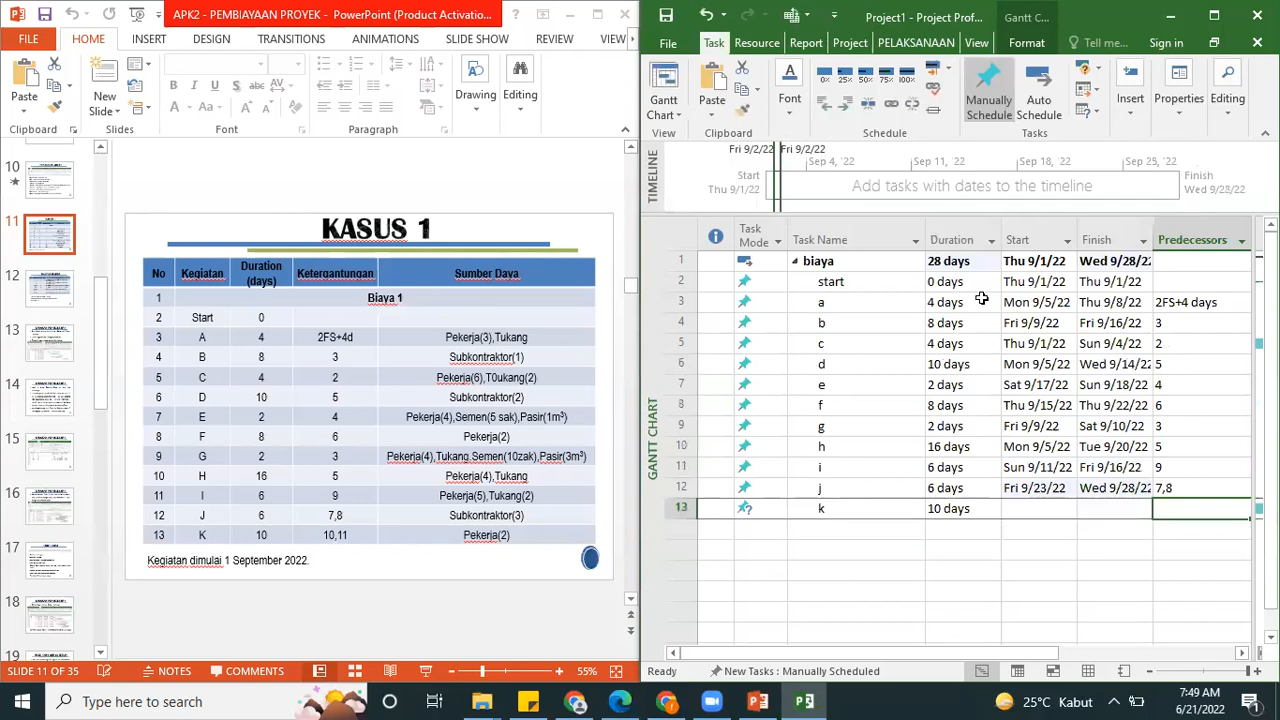 APK2 - PEMBIAYAAN PROYEK - PowerPoint (Product Activatio...
FILE HOME INSERT DESIGN TRANSITIONS ANIMATIONS SLIDE SHOW REVIEW VIEW
Paste
New
Slide
Drawing
Editing
Clipboard Slides Font Paragraph
10
11
12
13
14
15
16
17
18
19
KASUS 1
No Kegiatan Duration (days) Ketergantungan Sumber Daya
1 Biaya 1
2 Start 0
3 A 4 2FS+4d Pekerja(3),Tukang
4 B 8 3 Subkontraktor(1)
5 C 4 2 Pekerja(6),T0ukang(2)
6 D 10 5 Subkontraktor(2)
7 E 2 4 Pekerja(4),Semen(5 sak),Pasir(1m³)
8 F 8 6 Pekerja(2)
9 G 2 3 Pekerja(4),Tukang,Semen(10zak),Pasir(3m³)
10 H 16 5 Pekerja(4),Tukang
11 I 6 9 Pekerja(5),Tukang(2)
12 J 6 7,8 Subkontraktor(3)
13 K 10 10,11 Pekerja(2)
Kegiatan dimulai 1 September 2022.
SLIDE 11 OF 35 NOTES COMMENTS 55%
Project1 - Project Prof... Gantt C...
File Task Resource Report Project PELAKSANAAN View Format Tell me... Sign in
Gantt
Chart
Paste
Font
Manually
Schedule
Auto
Schedule
Insert
Properties
Editing
View Clipboard Schedule Tasks
TIMELINE
Fri 9/2/22 Fri 9/2/22
Sep 4, '22 Sep 11, '22 Sep 18, '22 Sep 25, '22
Start
Thu 9/1/22
Add tasks with dates to the timeline
Finish
Wed 9/28/22
GANTT CHART
Task Mode Task Name Duration Start Finish Predecessors
1 biaya 28 days Thu 9/1/22 Wed 9/28/22
2 start 0 days Thu 9/1/22 Thu 9/1/22
3 a 4 days Mon 9/5/22 Thu 9/8/22 2FS+4 days
4 b 8 days Fri 9/9/22 Fri 9/16/22 3
5 c 4 days Thu 9/1/22 Sun 9/4/22 2
6 d 10 days Mon 9/5/22 Wed 9/14/22 5
7 e 2 days Sat 9/17/22 Sun 9/18/22 4
8 f 8 days Thu 9/15/22 Thu 9/22/22 6
9 g 2 days Fri 9/9/22 Sat 9/10/22 3
10 h 16 days Mon 9/5/22 Tue 9/20/22 5
11 i 6 days Sun 9/11/22 Fri 9/16/22 9
12 j 6 days Fri 9/23/22 Wed 9/28/22 7,8
13 k 10 days
Ready New Tasks : Manually Scheduled
Type here to search
25°C Kabut
7:49 AM
6/21/2022